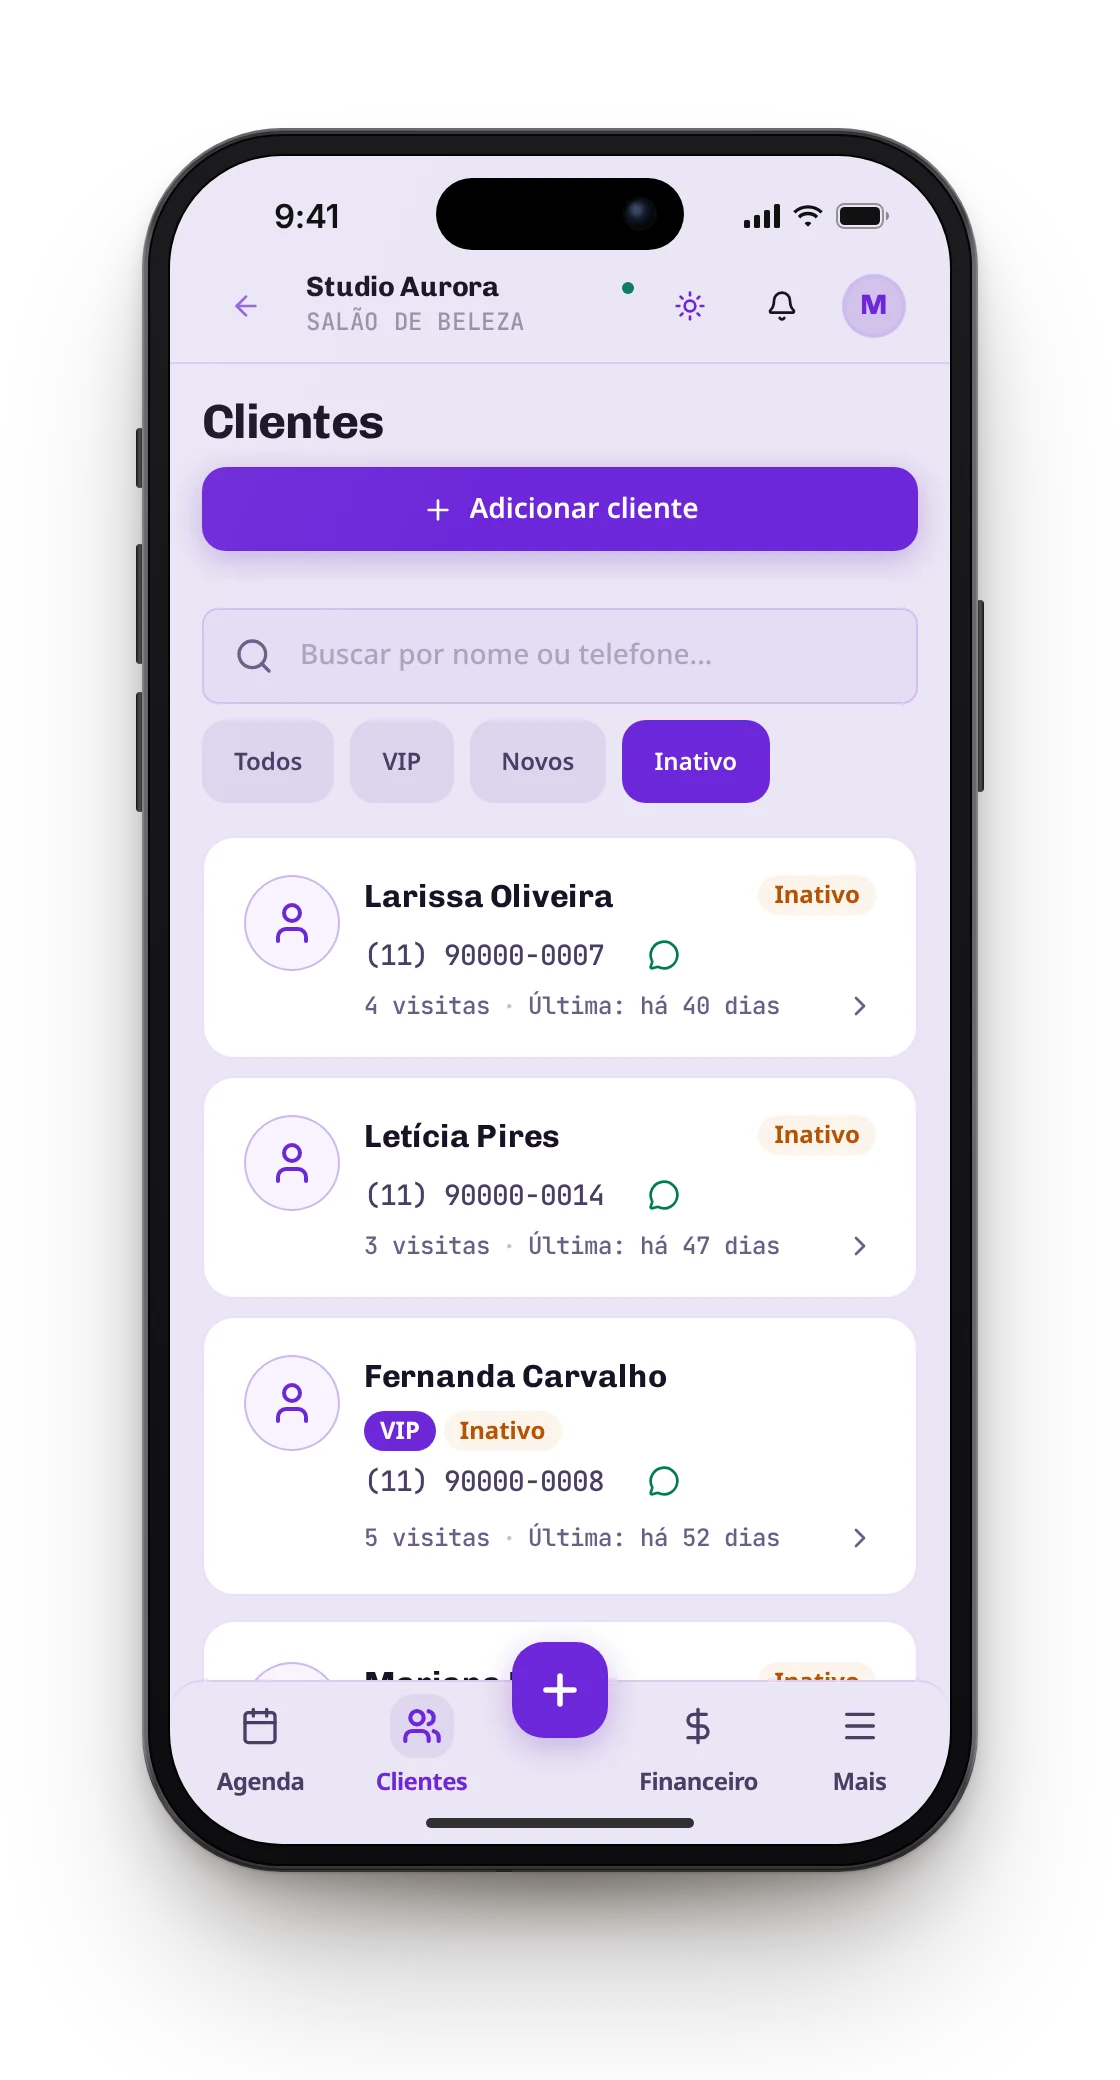 9:41
Studio Aurora
SALÃO DE BELEZA
M
Clientes
+ Adicionar cliente
Buscar por nome ou telefone...
Todos VIP Novos Inativo
Larissa Oliveira Inativo
(11) 90000-0007
4 visitas · Última: há 40 dias
Letícia Pires Inativo
(11) 90000-0014
3 visitas · Última: há 47 dias
Fernanda Carvalho
VIP Inativo
(11) 90000-0008
5 visitas · Última: há 52 dias
Inativo
Agenda Clientes Financeiro Mais